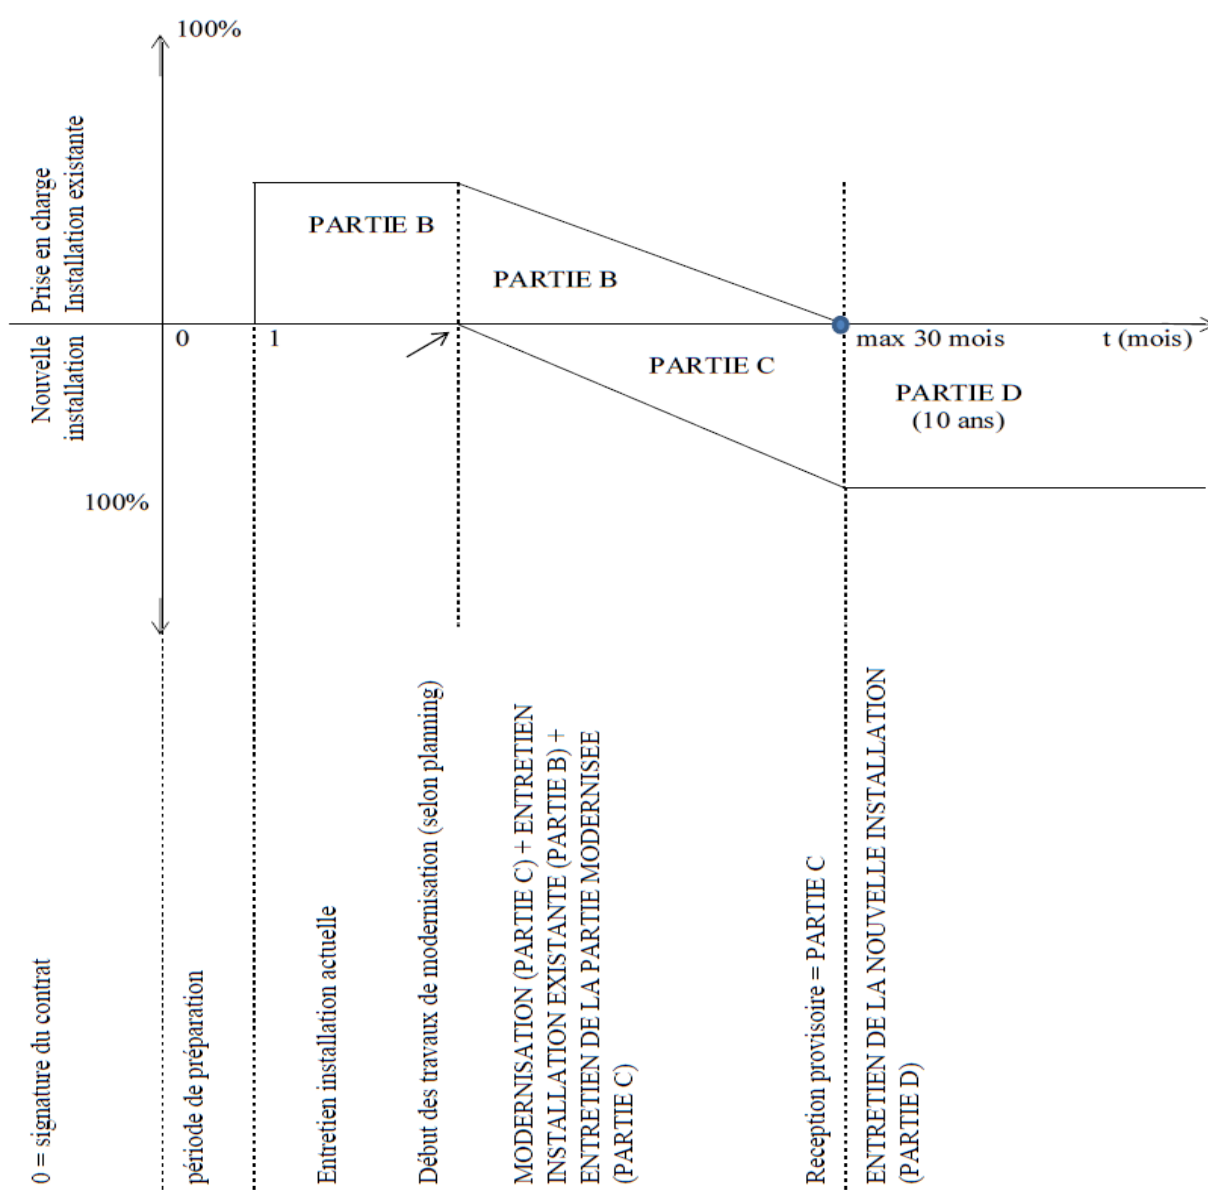 100%
Prise en charge
Installation existante
PARTIE B
PARTIE B
0
1
max 30 mois
t (mois)
Nouvelle
installation
PARTIE C
PARTIE D
(10 ans)
100%
0 = signature du contrat
période de préparation
Entretien installation actuelle
Début des travaux de modernisation (selon planning)
MODERNISATION (PARTIE C) + ENTRETIEN
INSTALLATION EXISTANTE (PARTIE B) +
ENTRETIEN DE LA PARTIE MODERNISEE
(PARTIE C)
Reception provisoire = PARTIE C
ENTRETIEN DE LA NOUVELLE INSTALLATION
(PARTIE D)